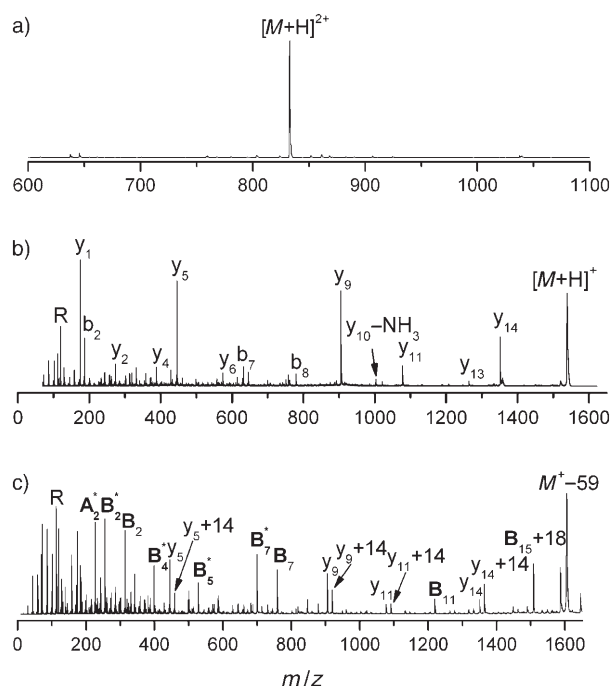 a)
[M+H]²⁺
600 700 800 900 1000 1100
b)
y₁
y₅
y₉
[M+H]⁺
R
b₂
y₂
y₄
y₆
b₇
b₈
y₁₀–NH₃
y₁₁
y₁₃
y₁₄
0 200 400 600 800 1000 1200 1400 1600
c)
M⁺–59
R
A₂*
B₂*
B₂
B₄*
y₅
y₅+14
B₅*
B₇*
B₇
y₉
y₉+14
y₁₁
y₁₁+14
B₁₁
y₁₄
y₁₄+14
B₁₅+18
0 200 400 600 800 1000 1200 1400 1600
m/z